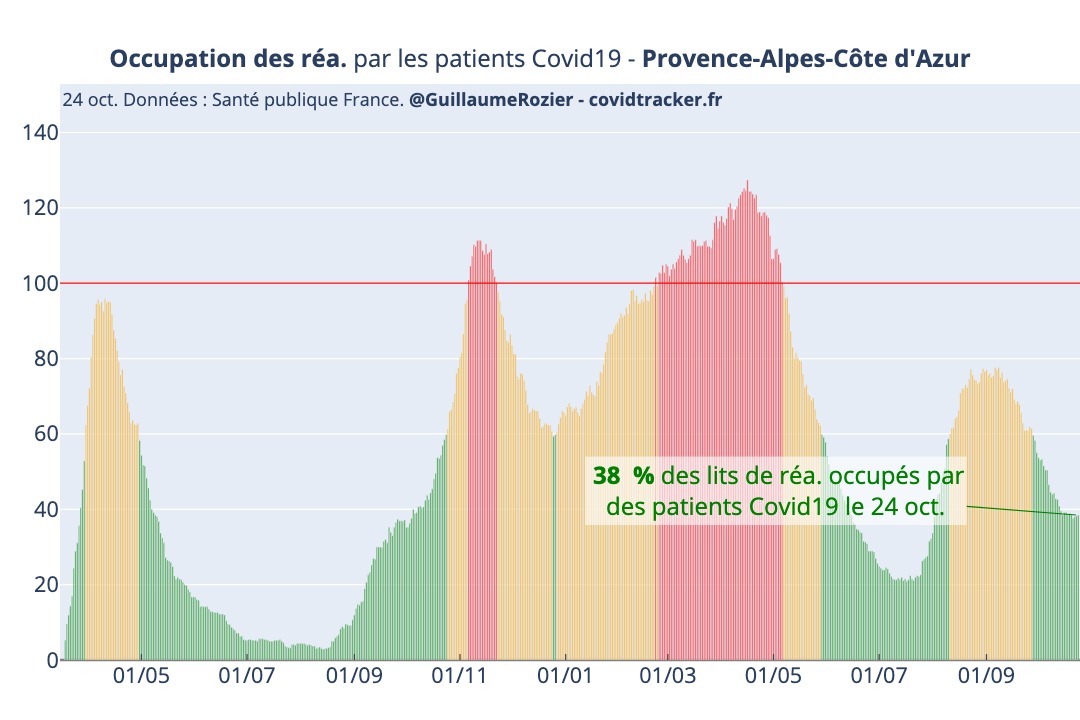 Occupation des réa. par les patients Covid19 - Provence-Alpes-Côte d'Azur
24 oct. Données : Santé publique France. @GuillaumeRozier - covidtracker.fr
140
120
100
80
60
38 % des lits de réa. occupés par
des patients Covid19 le 24 oct.
40
20
0
01/05 01/07 01/09 01/11 01/01 01/03 01/05 01/07 01/09